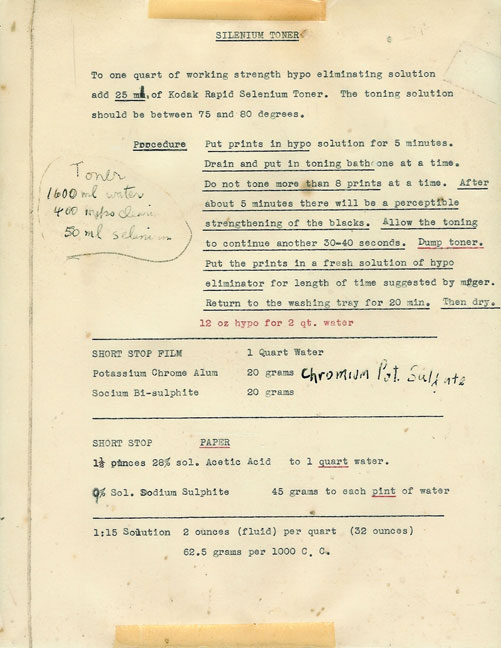 SILENIUM TONER
To one quart of working strength hypo eliminating solution
add 25 ml.of Kodak Rapid Selenium Toner. The toning solution
should be between 75 and 80 degrees.
Procedure Put prints in hypo solution for 5 minutes.
Drain and put in toning bath one at a time.
Do not tone more than 8 prints at a time. After
about 5 minutes there will be a perceptible
strengthening of the blacks. Allow the toning
to continue another 30-40 seconds. Dump toner.
Put the prints in a fresh solution of hypo
eliminator for length of time suggested by mfger.
Return to the washing tray for 20 min. Then dry.
12 oz hypo for 2 qt. water
Toner
1600 ml water
400 hypo
50 ml selenium
SHORT STOP FILM 1 Quart Water
Potassium Chrome Alum 20 grams Chromium Pot. Sulfate
Socium Bi-sulphite 20 grams
SHORT STOP PAPER
1½ ounces 28% sol. Acetic Acid to 1 quart water.
9% Sol. Sodium Sulphite 45 grams to each pint of water
1:15 Solution 2 ounces (fluid) per quart (32 ounces)
62.5 grams per 1000 C. C.